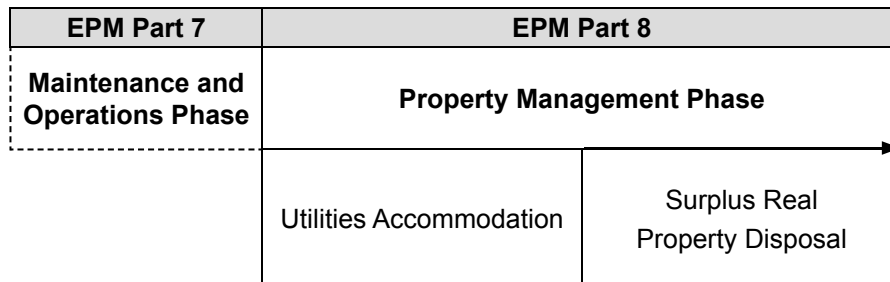 EPM Part 7
EPM Part 8
Maintenance and
Operations Phase
Property Management Phase
Utilities Accommodation
Surplus Real
Property Disposal